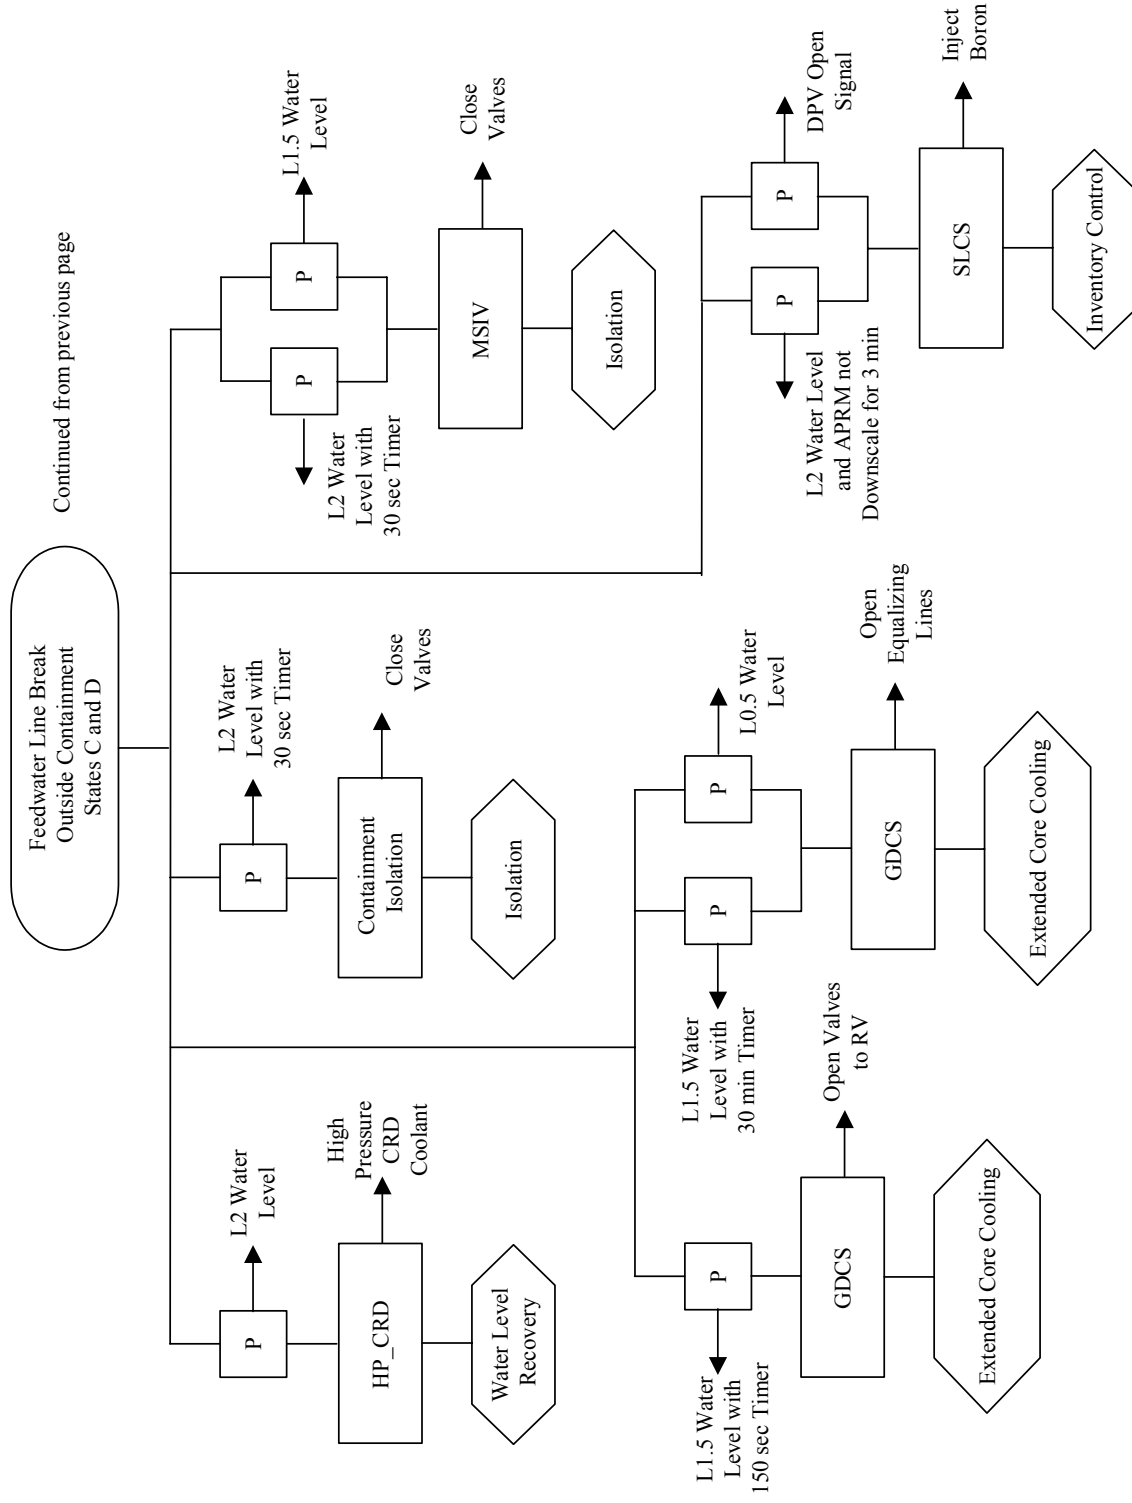 Feedwater Line Break
Outside Containment
States C and D
Continued from previous page
P
L2 Water
Level
HP_CRD
High
Pressure
CRD
Coolant
Water Level
Recovery
P
L2 Water
Level with
30 sec Timer
Containment
Isolation
Close
Valves
Isolation
P
L2 Water
Level with
30 sec Timer
P
L1.5 Water
Level
MSIV
Close
Valves
Isolation
P
L1.5 Water
Level with
150 sec Timer
GDCS
Open Valves
to RV
Extended Core Cooling
P
L1.5 Water
Level with
30 min Timer
P
L0.5 Water
Level
GDCS
Open
Equalizing
Lines
Extended Core Cooling
P
L2 Water Level
and APRM not
Downscale for 3 min
P
DPV Open
Signal
SLCS
Inject
Boron
Inventory Control